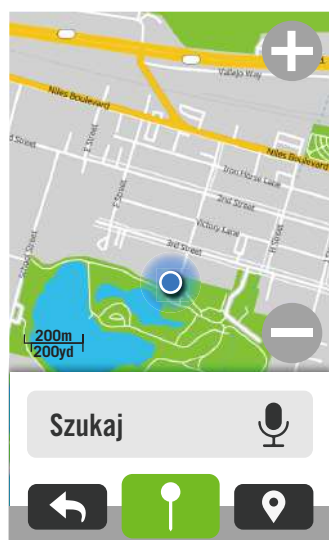 Vallejo Way
Niles Boulevard
Niles Boulevard
d Street
E Street
F Street
Iron Horse Lane
2nd Street
Victory Lane
3rd Street
H Street
School Street
200m
200yd
Szukaj